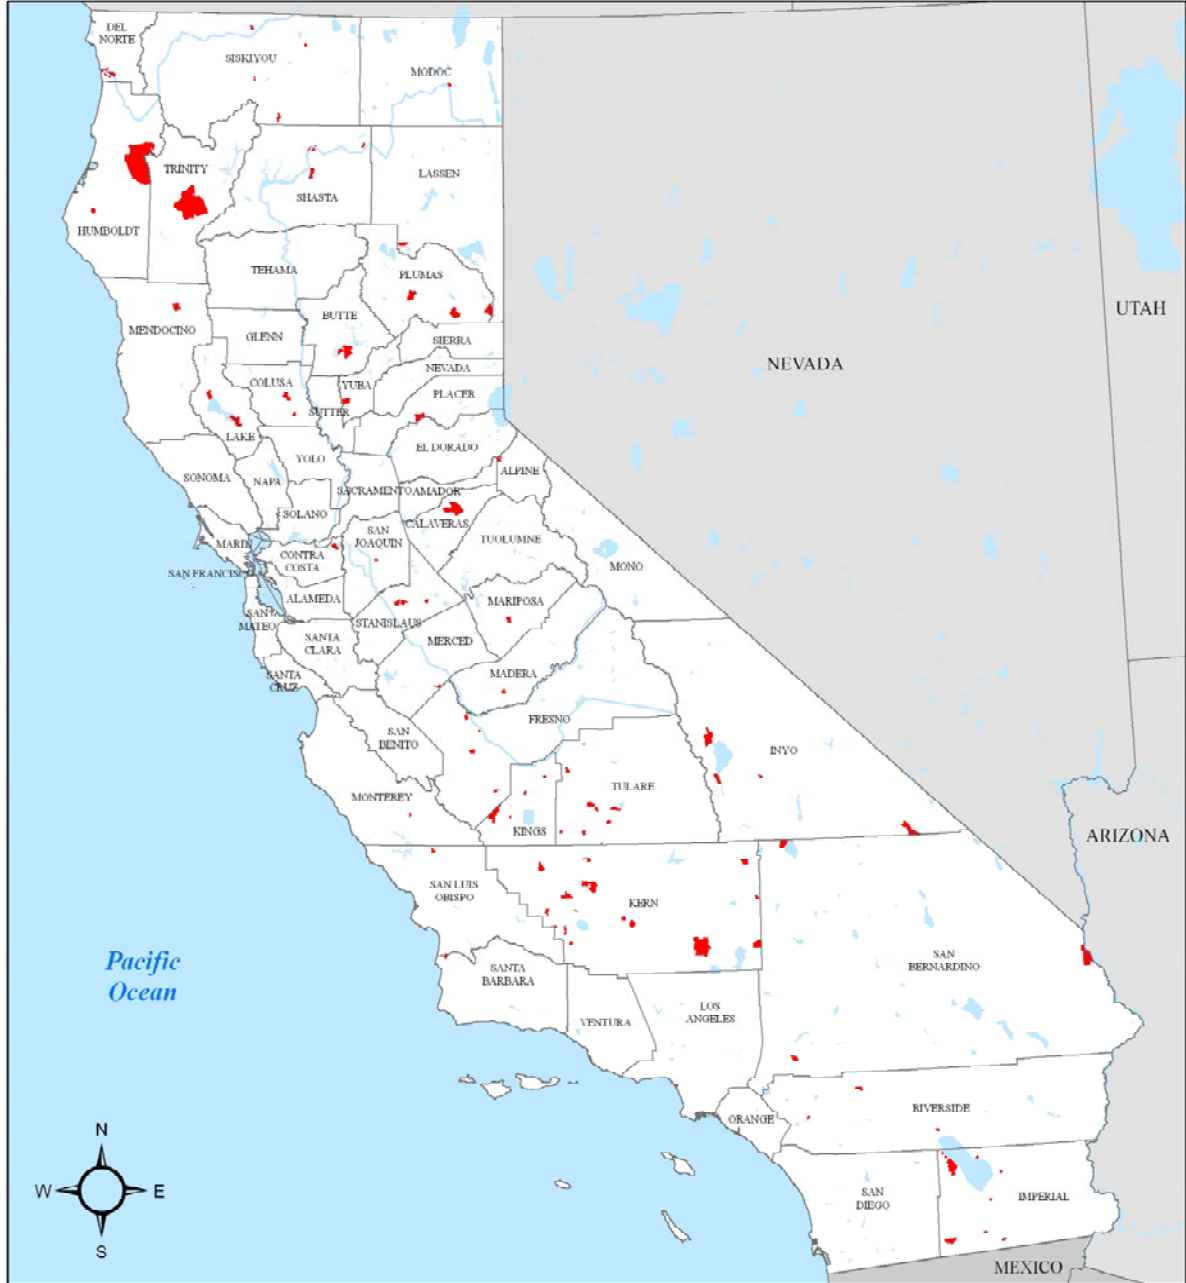 DEL
NORTE
SISKIYOU
MODOC
TRINITY
SHASTA
LASSEN
HUMBOLDT
TEHAMA
PLUMAS
MENDOCINO
GLENN
BUTTE
SIERRA
NEVADA
UTAH
NEVADA
COLUSA
YUBA
SUTTER
PLACER
LAKE
EL DORADO
SONOMA
NAPA
YOLO
ALPINE
SACRAMENTO
AMADOR
SOLANO
CALAVERAS
SAN
JOAQUIN
TUOLUMNE
MARIN
CONTRA
COSTA
MONO
SAN FRANCISCO
ALAMEDA
MARIPOSA
SAN
MATEO
STANISLAUS
SANTA
CLARA
MERCED
SANTA
CRUZ
MADERA
FRESNO
SAN
BENITO
INYO
MONTEREY
TULARE
KINGS
ARIZONA
SAN LUIS
OBISPO
KERN
SAN
BERNARDINO
Pacific
Ocean
SANTA
BARBARA
VENTURA
LOS
ANGELES
ORANGE
RIVERSIDE
N
W
E
S
SAN
DIEGO
IMPERIAL
MEXICO